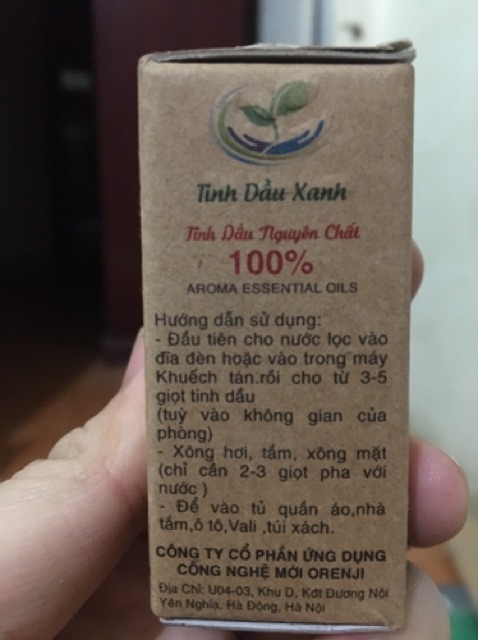 Tinh Dầu Xanh
Tinh Dầu Nguyên Chất
100%
AROMA ESSENTIAL OILS
Hướng dẫn sử dụng:
- Đầu tiên cho nước lọc vào
đĩa đèn hoặc vào trong máy
Khuếch tán.rồi cho từ 3-5
giọt tinh dầu
(tuỳ vào không gian của
phòng)
- Xông hơi, tắm, xông mặt
(chỉ cần 2-3 giọt pha với
nước )
- Để vào tủ quần áo,nhà
tắm,ô tô,Vali ,túi xách.
CÔNG TY CỔ PHẦN ỨNG DỤNG
CÔNG NGHỆ MỚI ORENJI
Địa Chỉ: U04-03, Khu D, Kđt Đương Nội
Yên Nghĩa, Hà Đông, Hà Nội